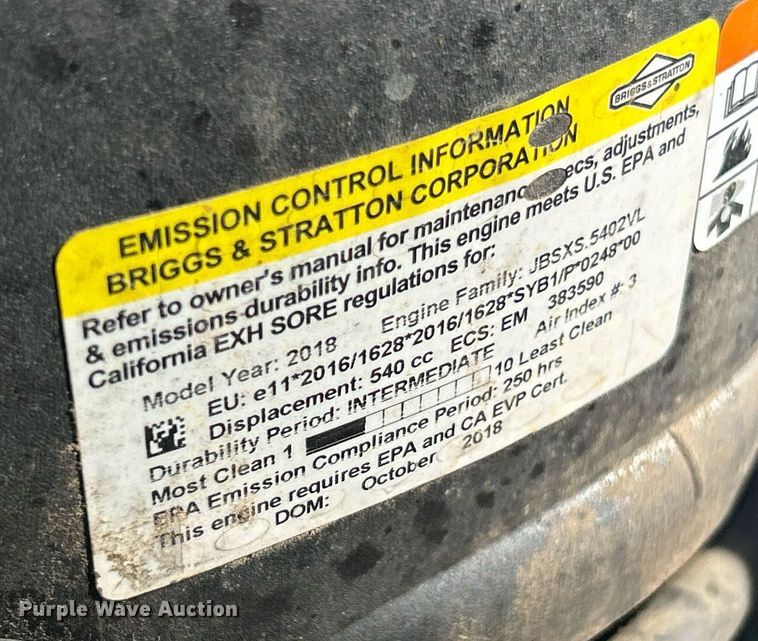 BRIGGS & STRATTON
EMISSION CONTROL INFORMATION
BRIGGS & STRATTON CORPORATION
Refer to owner's manual for maintenance specs, adjustments,
& emissions durability info. This engine meets U.S. EPA and
California EXH SORE regulations for:
Model Year: 2018 Engine Family: JBSXS.5402VL
EU: e11*2016/1628*2016/1628*SYB1/P*0248*00
Displacement: 540 cc ECS: EM 383590
Durability Period: INTERMEDIATE Air Index #: 3
Most Clean 1 10 Least Clean
EPA Emission Compliance Period: 250 hrs
This engine requires EPA and CA EVP Cert.
DOM: October 2018
Purple Wave Auction